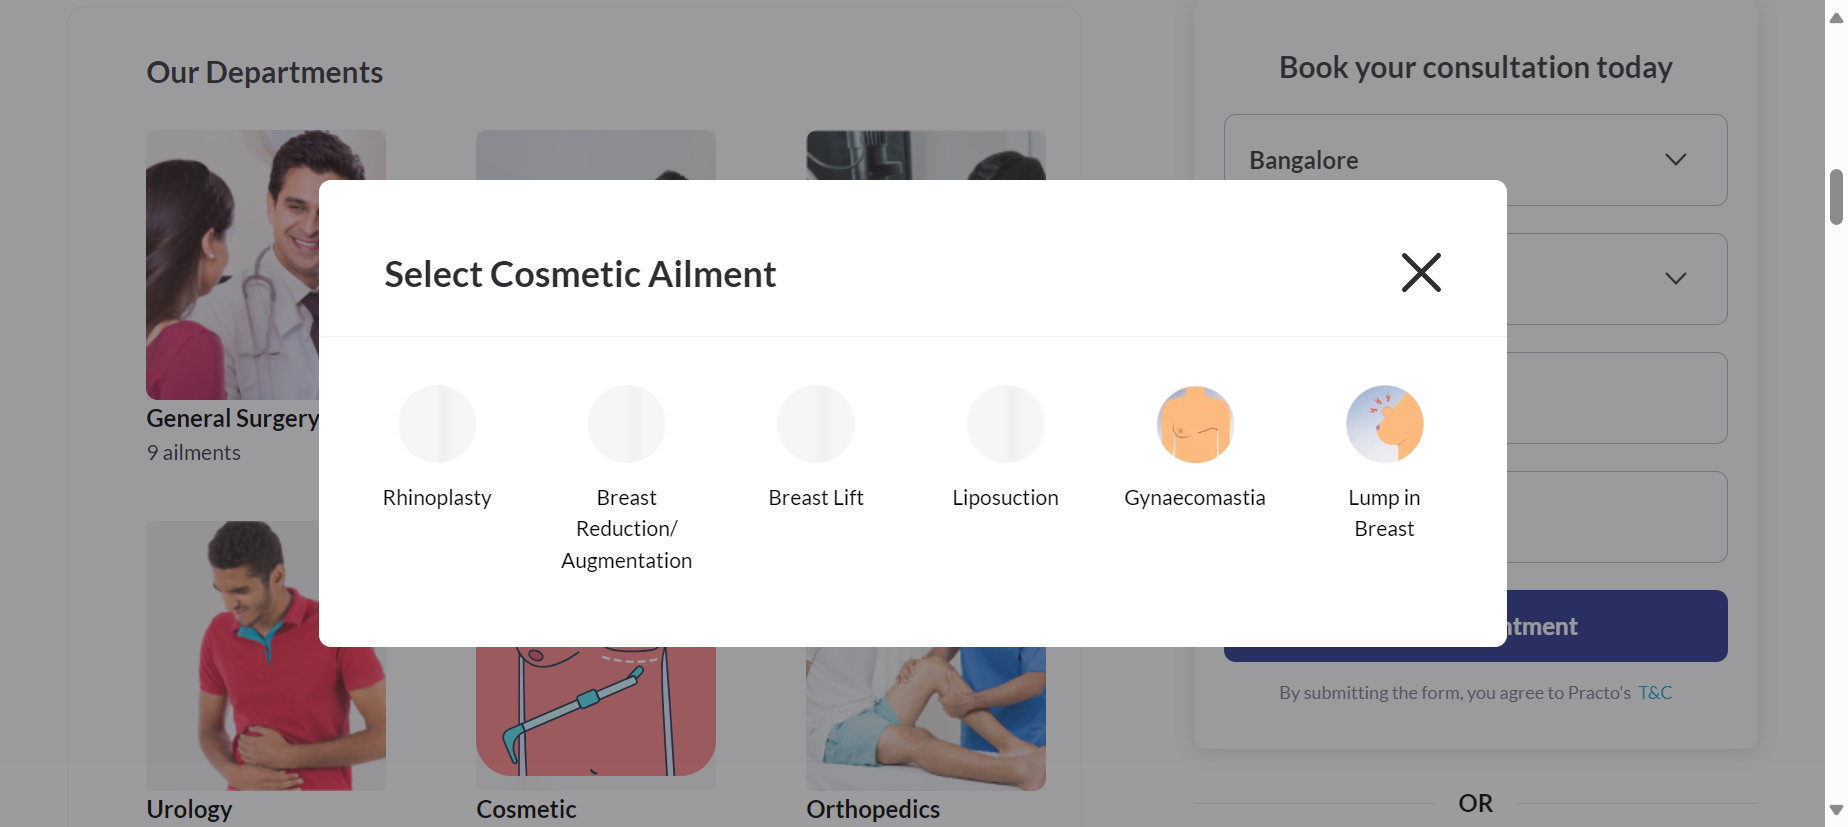 Our Departments
General Surgery
9 ailments
Urology
Cosmetic
Orthopedics
Select Cosmetic Ailment
Rhinoplasty
Breast
Reduction/
Augmentation
Breast Lift
Liposuction
Gynaecomastia
Lump in
Breast
Book your consultation today
Bangalore
ntment
By submitting the form, you agree to Practo's T&C
OR